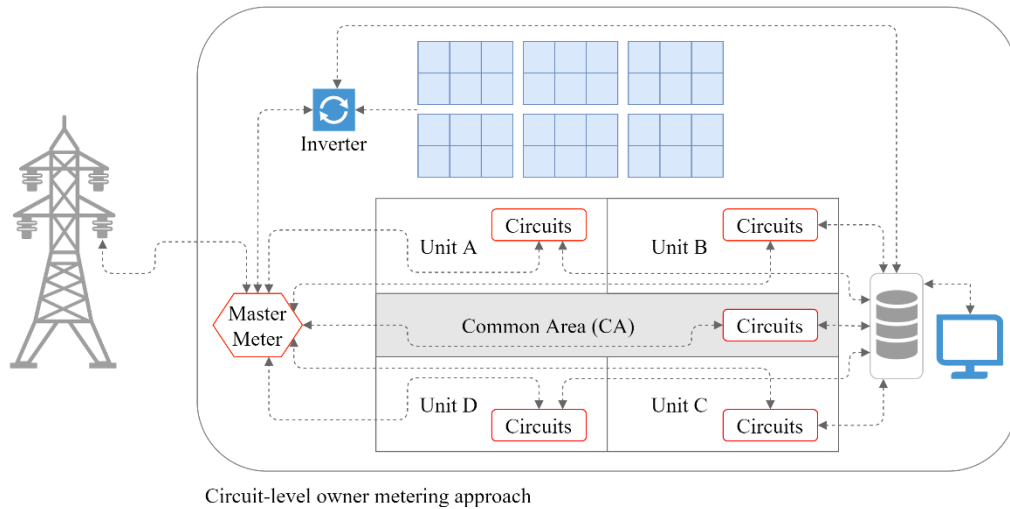 Inverter
Circuits
Circuits
Unit A
Unit B
Master
Meter
Common Area (CA)
Circuits
Unit D
Unit C
Circuits
Circuits
Circuit-level owner metering approach